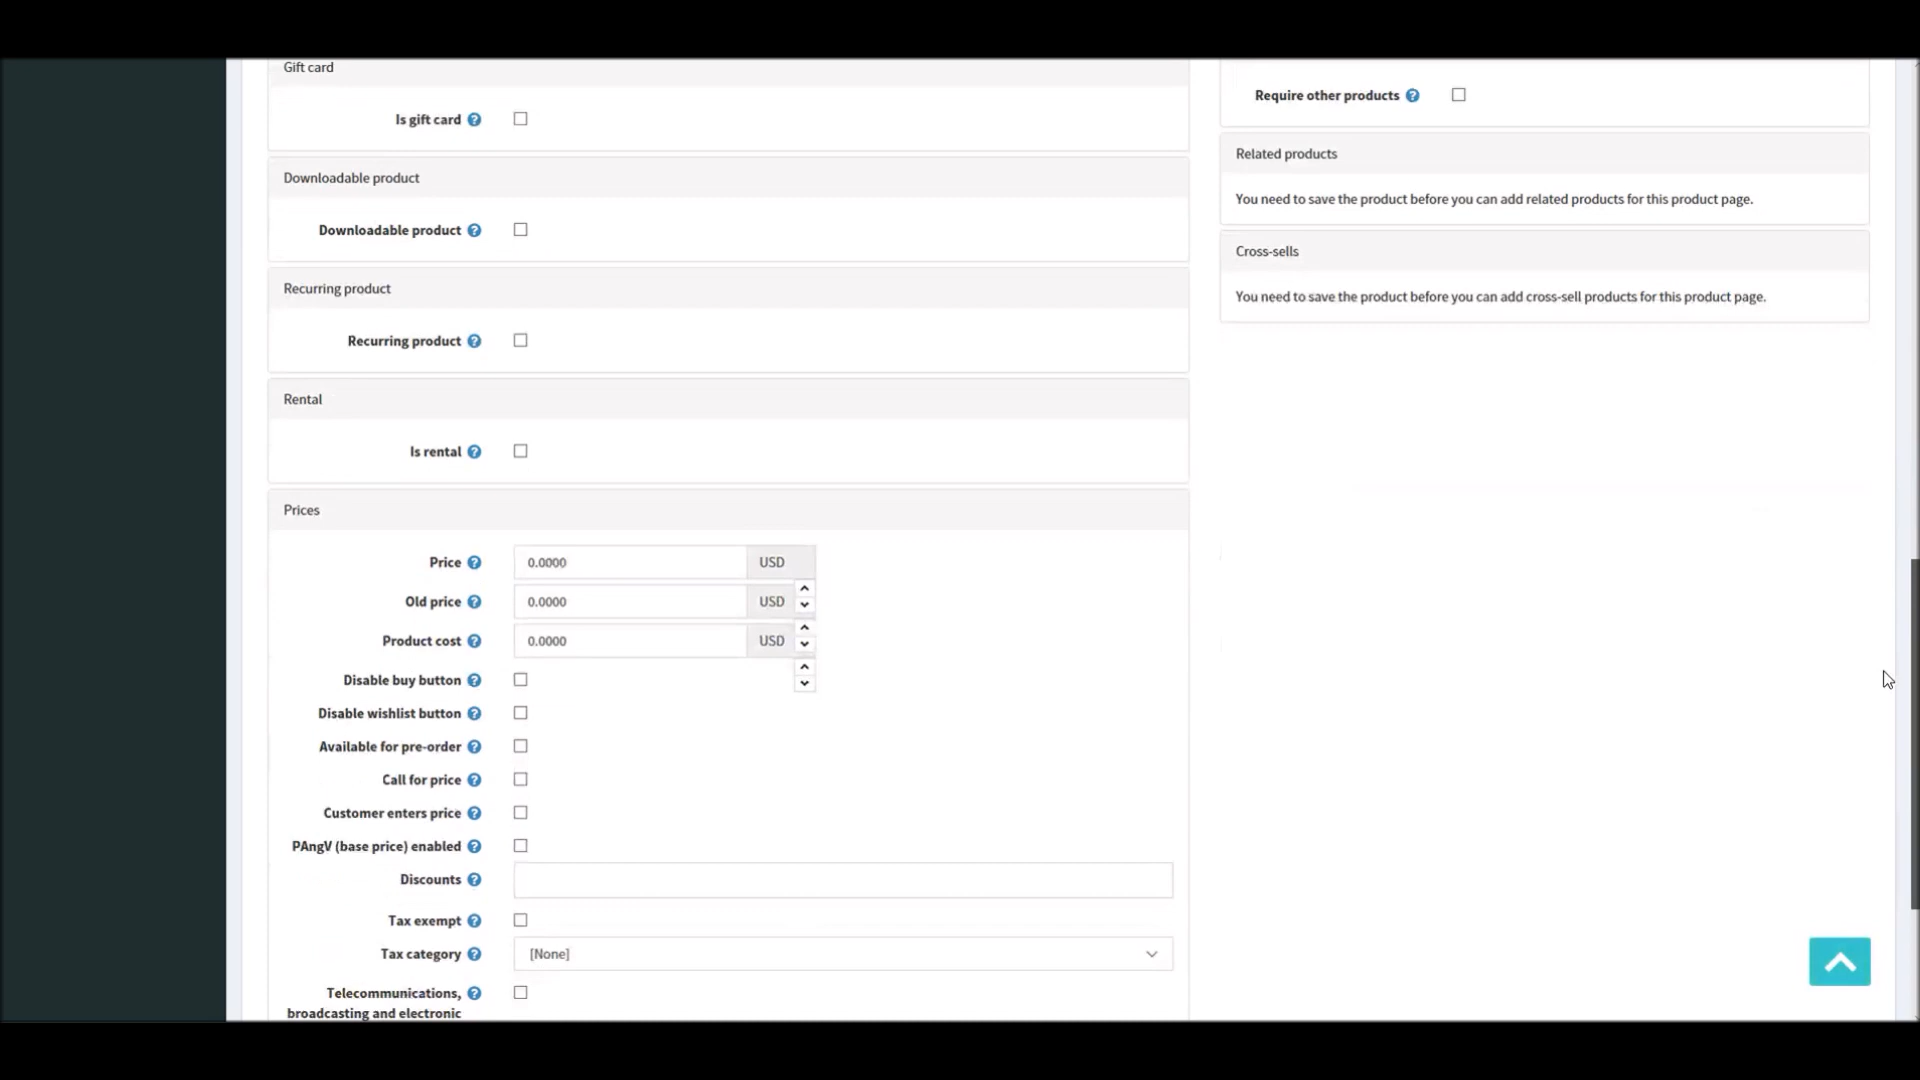 Gift card
Is gift card
Downloadable product
Downloadable product
Recurring product
Recurring product
Rental
Is rental
Prices
Price 0.0000 USD
Old price 0.0000 USD
Product cost 0.0000 USD
Disable buy button
Disable wishlist button
Available for pre-order
Call for price
Customer enters price
PAngV (base price) enabled
Discounts
Tax exempt
Tax category [None]
Telecommunications,
broadcasting and electronic
Require other products
Related products
You need to save the product before you can add related products for this product page.
Cross-sells
You need to save the product before you can add cross-sell products for this product page.